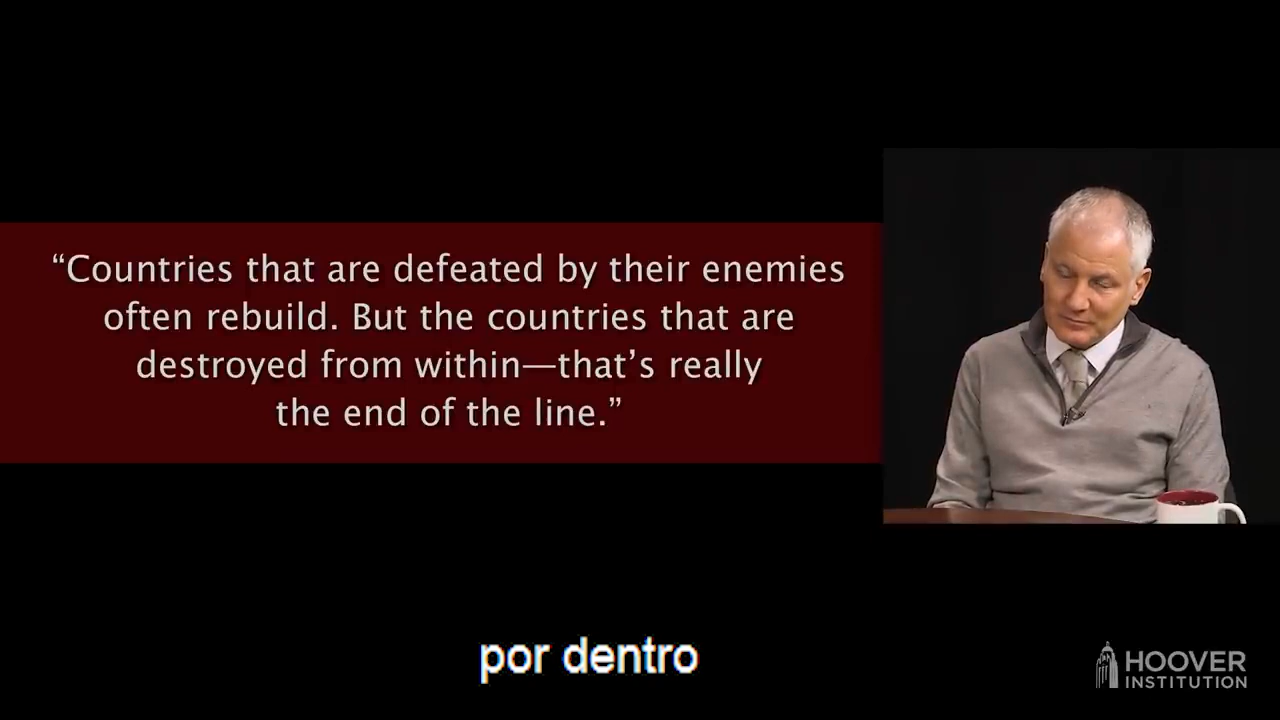 “Countries that are defeated by their enemies
often rebuild. But the countries that are
destroyed from within—that’s really
the end of the line.”
por dentro
HOOVER
INSTITUTION